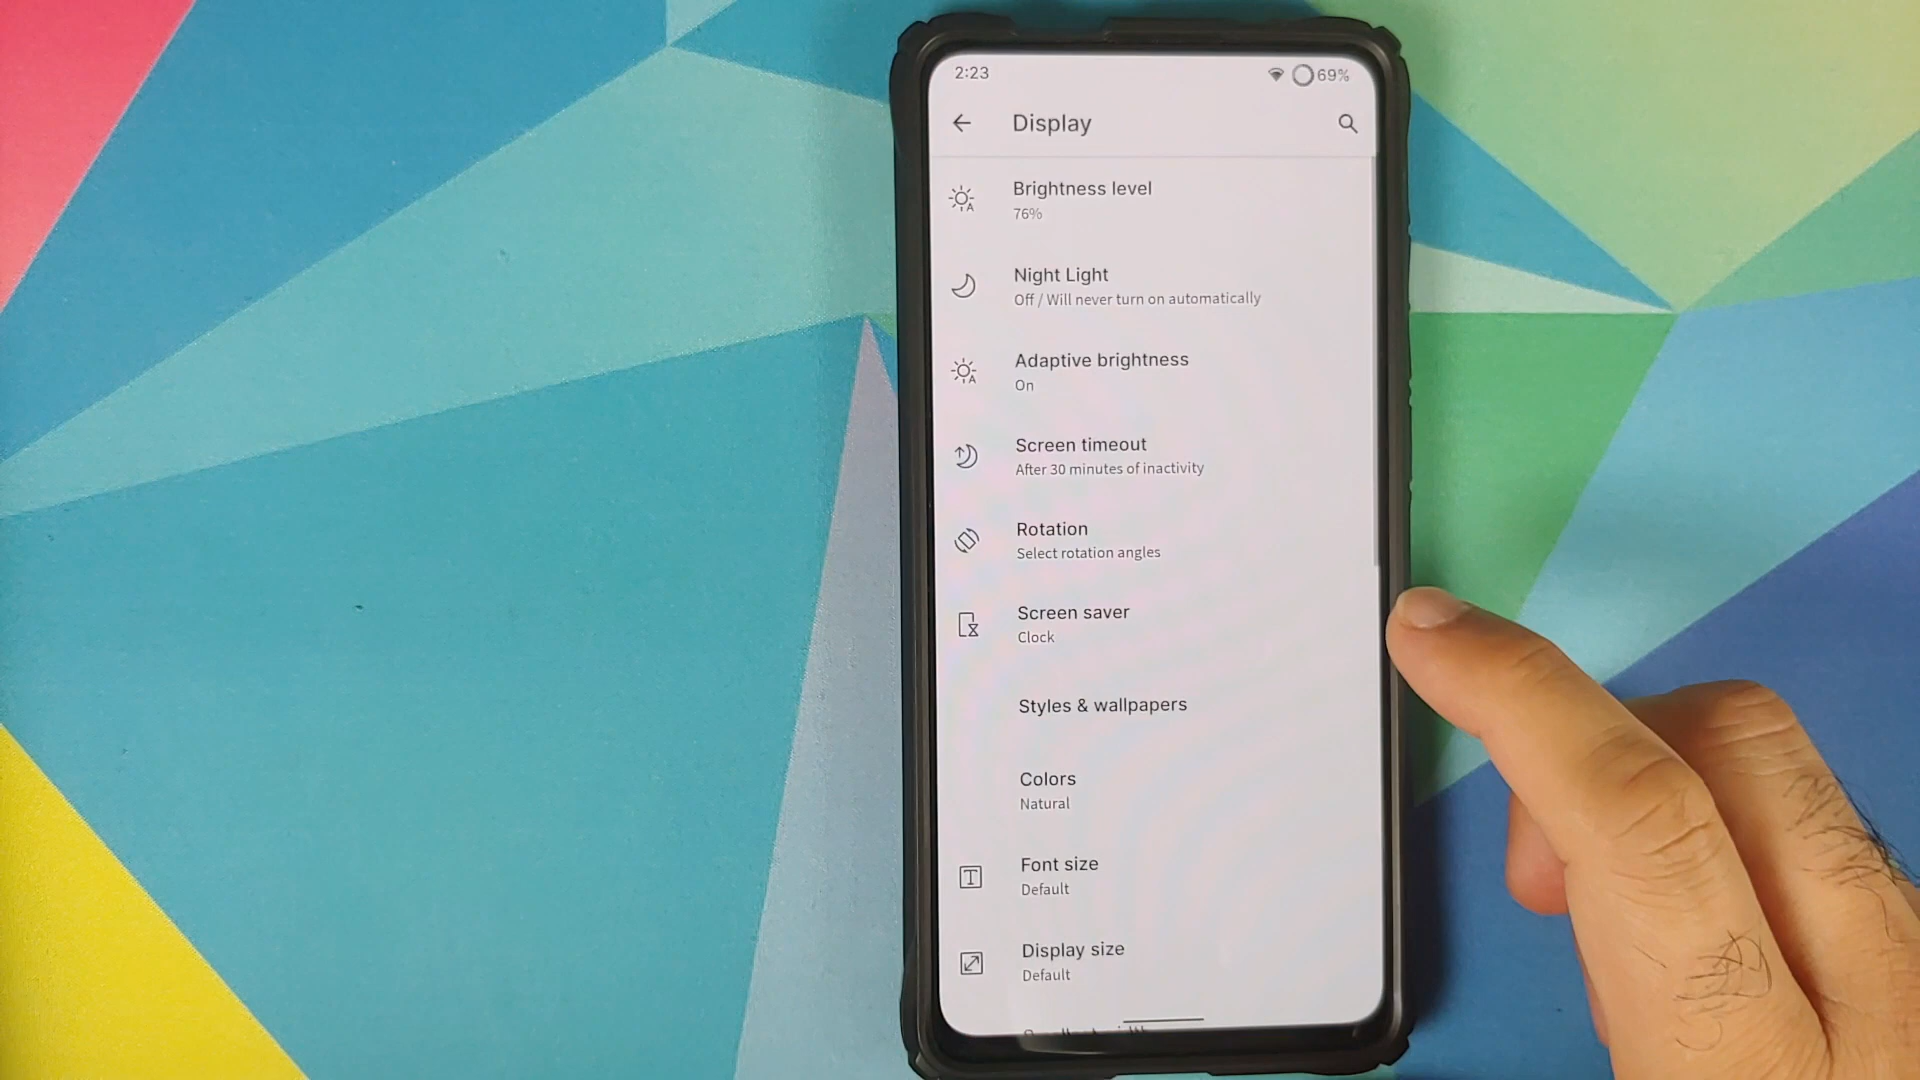 2:23
69%
Display
Brightness level
76%
Night Light
Off / Will never turn on automatically
Adaptive brightness
On
Screen timeout
After 30 minutes of inactivity
Rotation
Select rotation angles
Screen saver
Clock
Styles & wallpapers
Colors
Natural
Font size
Default
Display size
Default